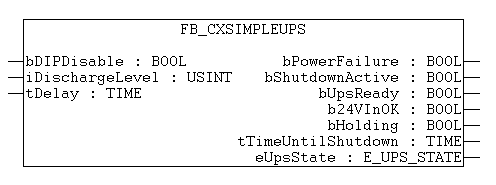 FB_CXSIMPLEUPS
bDIPDisable : BOOL bPowerFailure : BOOL
iDischargeLevel : USINT bShutdownActive : BOOL
tDelay : TIME bUpsReady : BOOL
b24VInOK : BOOL
bHolding : BOOL
tTimeUntilShutdown : TIME
eUpsState : E_UPS_STATE